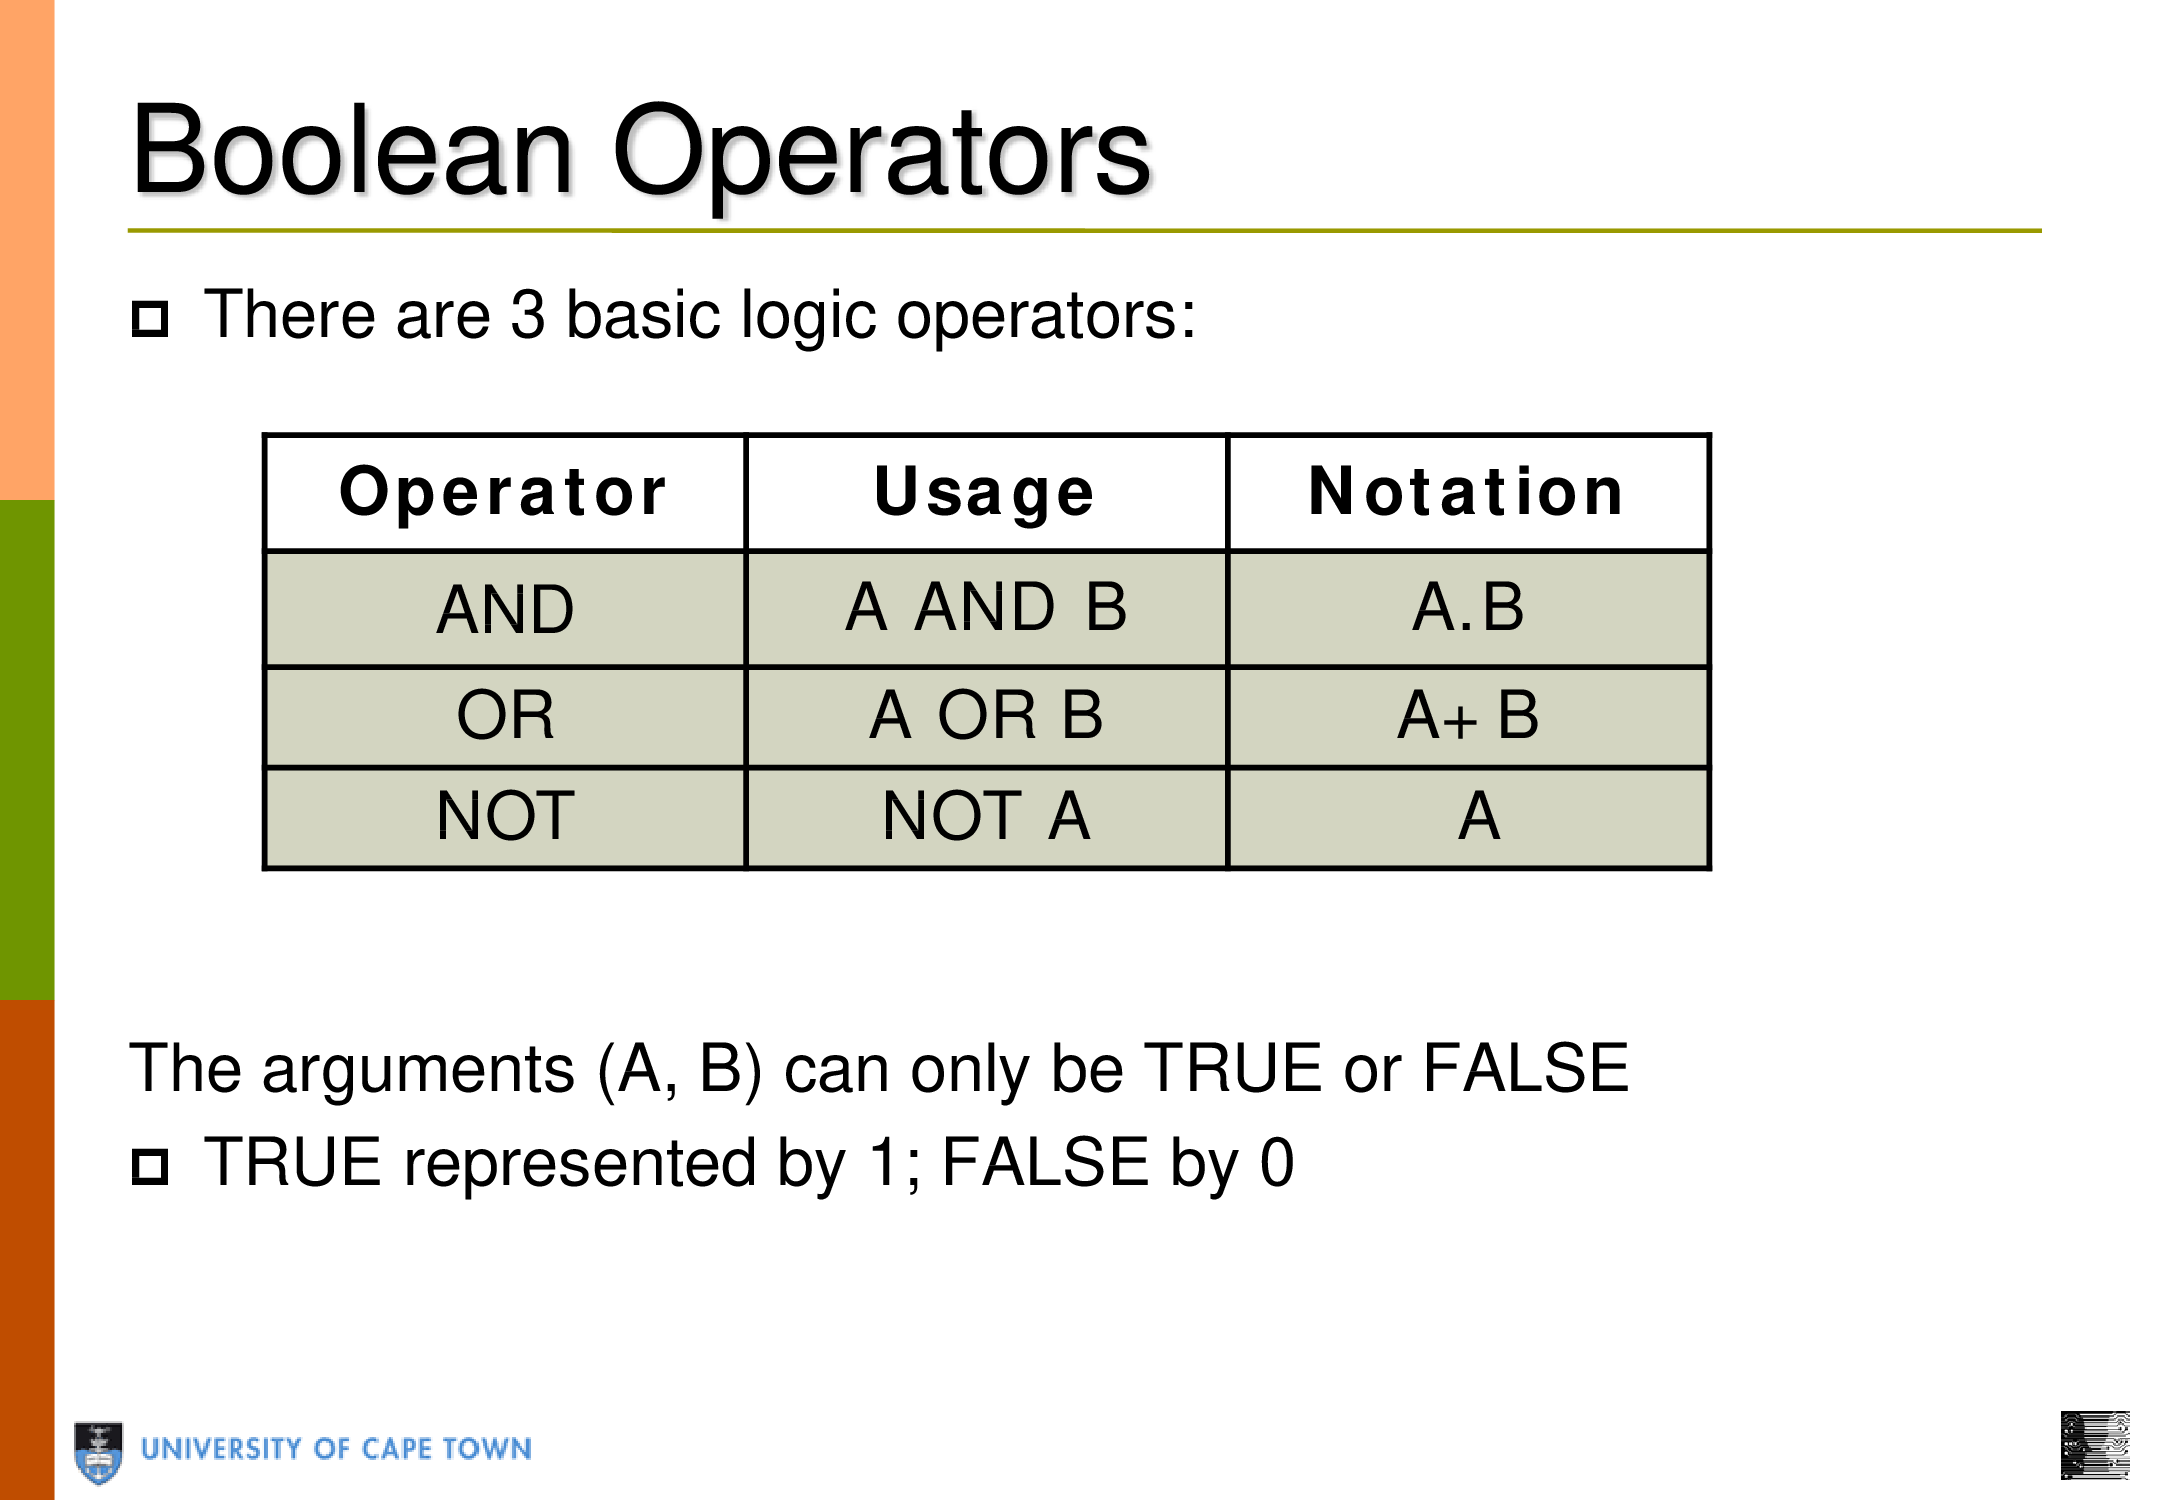 Boolean Operators
There are 3 basic logic operators:
Operator Usage Notation
AND A AND B A.B
OR A OR B A+ B
NOT NOT A A
The arguments (A, B) can only be TRUE or FALSE
TRUE represented by 1; FALSE by 0
UNIVERSITY OF CAPE TOWN